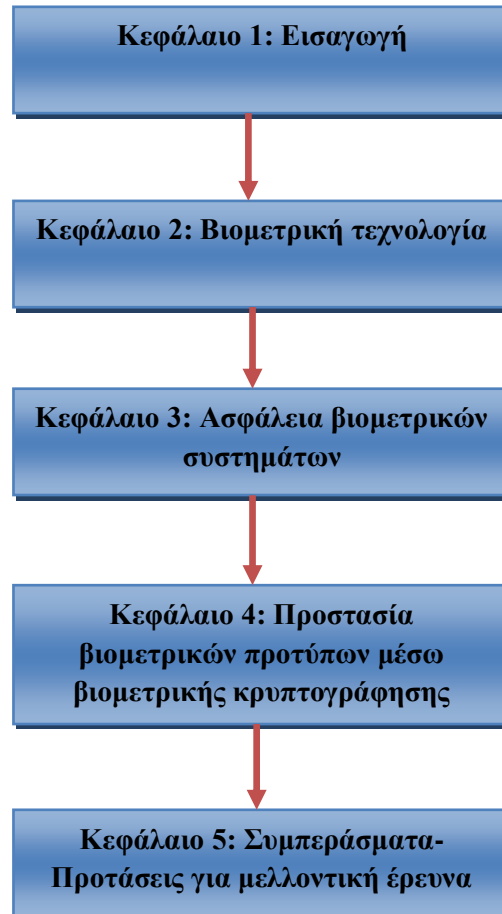 Κεφάλαιο 1: Εισαγωγή
Κεφάλαιο 2: Βιομετρική τεχνολογία
Κεφάλαιο 3: Ασφάλεια βιομετρικών
συστημάτων
Κεφάλαιο 4: Προστασία
βιομετρικών προτύπων μέσω
βιομετρικής κρυπτογράφησης
Κεφάλαιο 5: Συμπεράσματα-
Προτάσεις για μελλοντική έρευνα